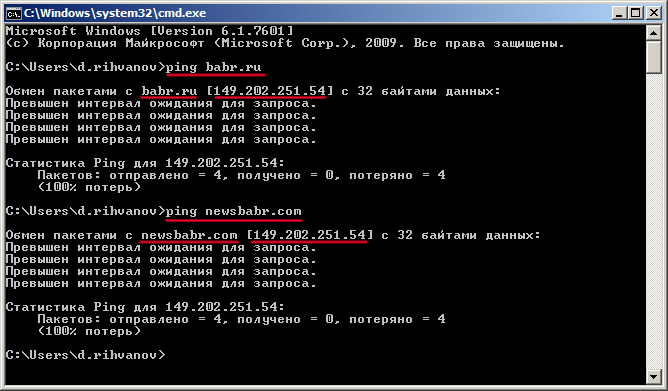 C:\Windows\system32\cmd.exe
Microsoft Windows [Version 6.1.7601]
(c) Корпорация Майкрософт (Microsoft Corp.), 2009. Все права защищены.
C:\Users\d.rihvanov>ping babr.ru
Обмен пакетами с babr.ru [149.202.251.54] с 32 байтами данных:
Превышен интервал ожидания для запроса.
Превышен интервал ожидания для запроса.
Превышен интервал ожидания для запроса.
Превышен интервал ожидания для запроса.
Статистика Ping для 149.202.251.54:
Пакетов: отправлено = 4, получено = 0, потеряно = 4
(100% потерь)
C:\Users\d.rihvanov>ping newsbabr.com
Обмен пакетами с newsbabr.com [149.202.251.54] с 32 байтами данных:
Превышен интервал ожидания для запроса.
Превышен интервал ожидания для запроса.
Превышен интервал ожидания для запроса.
Превышен интервал ожидания для запроса.
Статистика Ping для 149.202.251.54:
Пакетов: отправлено = 4, получено = 0, потеряно = 4
(100% потерь)
C:\Users\d.rihvanov>